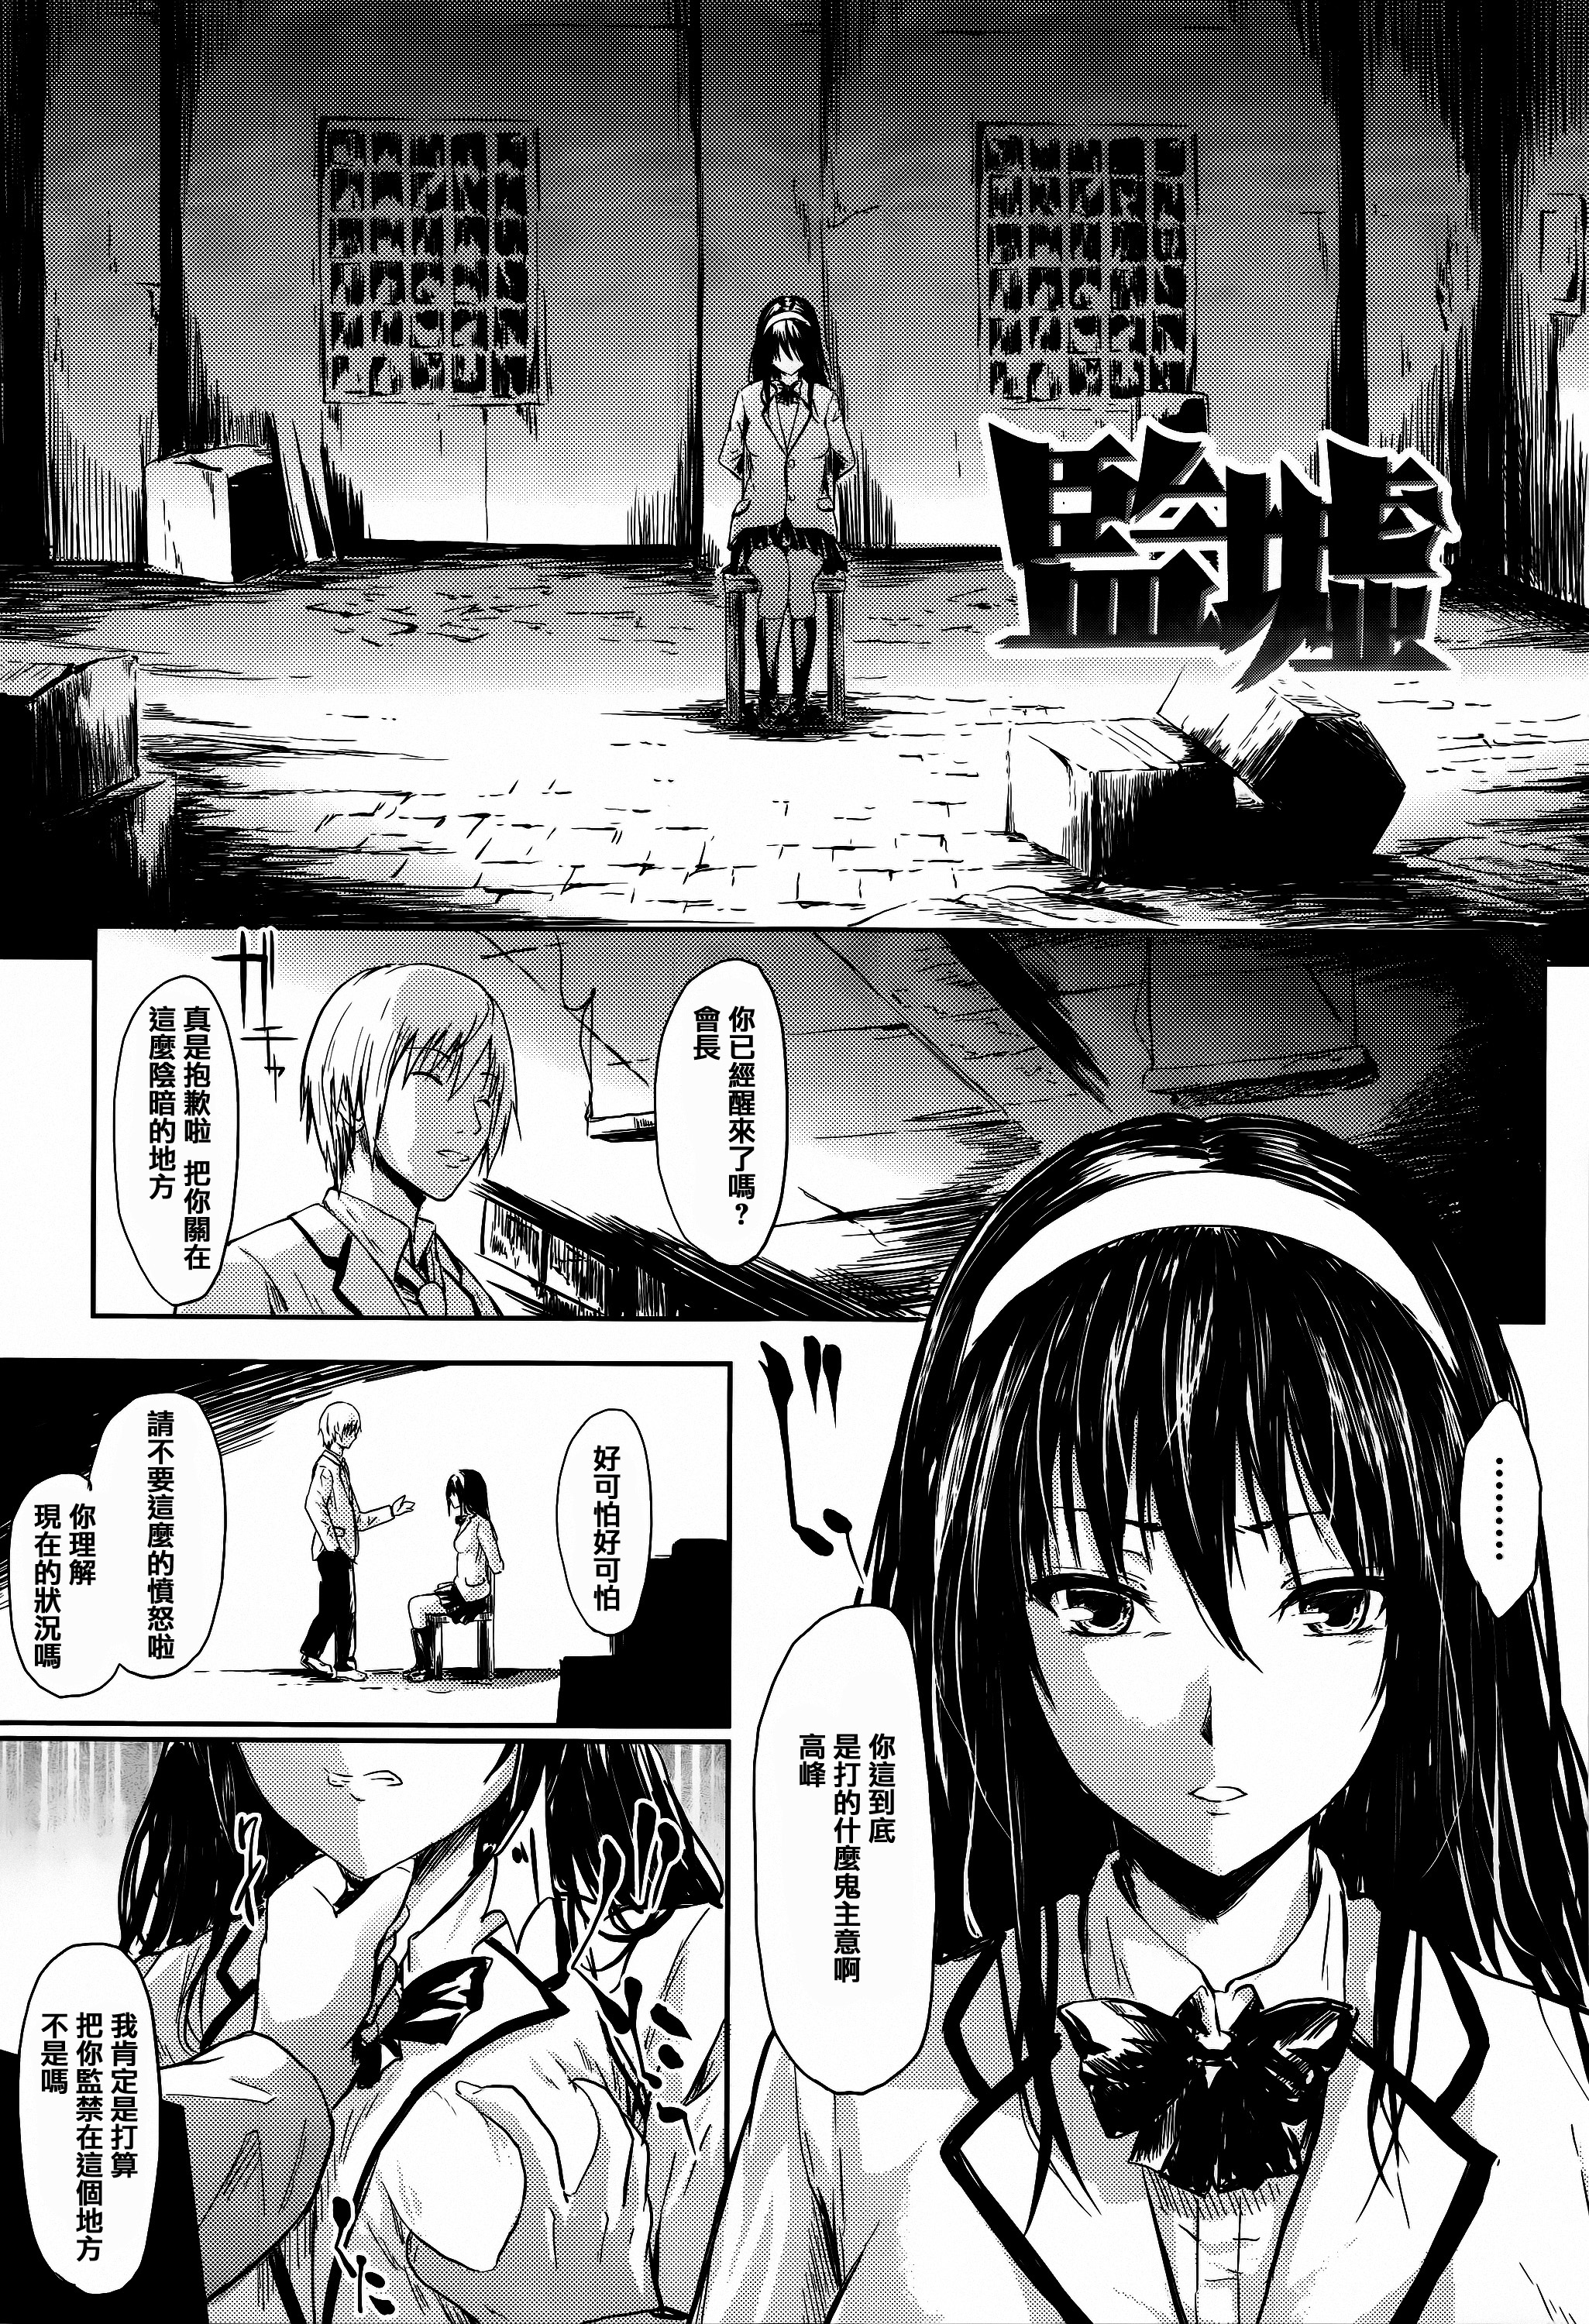 監墟
你已經醒來了嗎?
會長
ガ
チャ
真是抱歉啦 把你關在
這麼陰暗的地方
………
你這到底
是打的什麼鬼主意啊
高峰
好可怕好可怕
請不要這麼的憤怒啦
你理解
現在的狀況嗎
我肯定是打算
把你監禁在這個地方
不是嗎